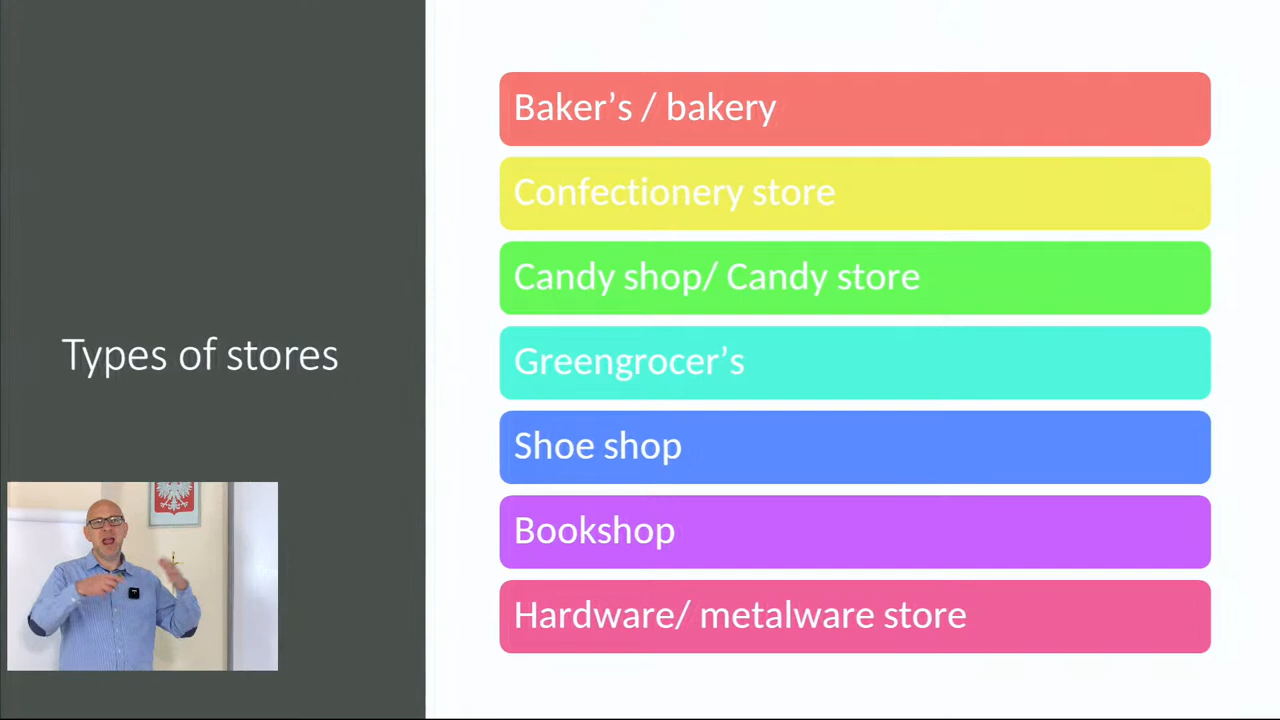 Types of stores
Baker’s / bakery
Confectionery store
Candy shop/ Candy store
Greengrocer’s
Shoe shop
Bookshop
Hardware/ metalware store